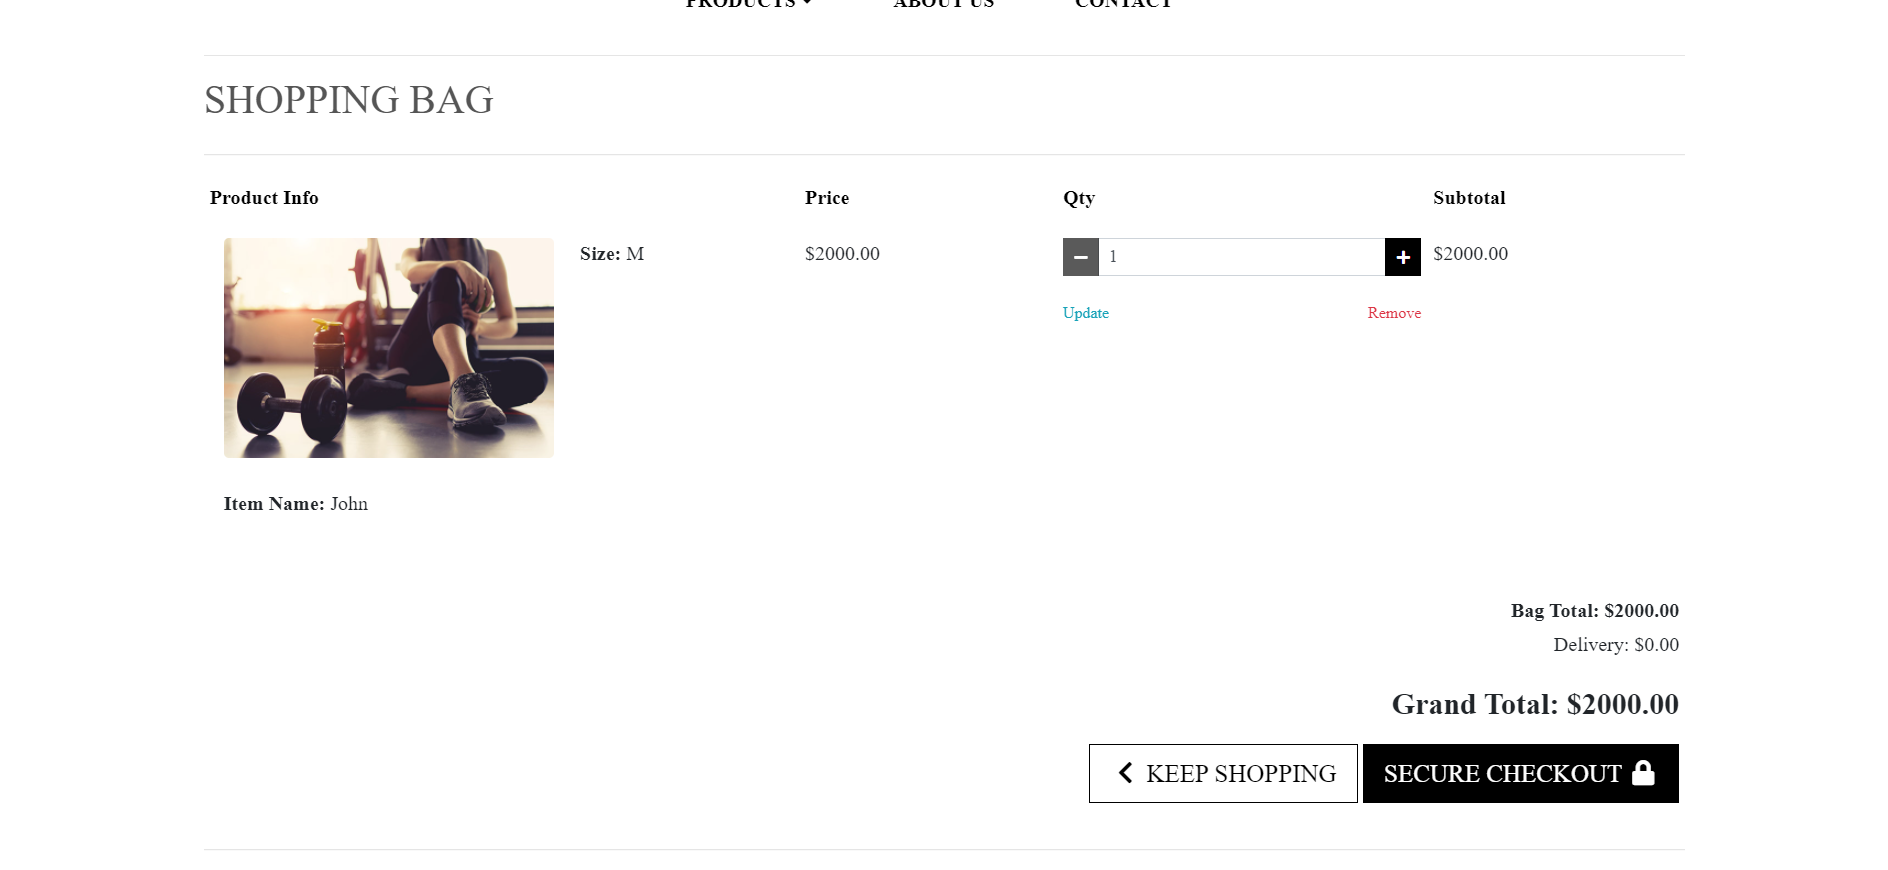 PRODUCTS ABOUT US CONTACT
SHOPPING BAG
Product Info Price Qty Subtotal
Size: M $2000.00 1 $2000.00
Update Remove
Item Name: John
Bag Total: $2000.00
Delivery: $0.00
Grand Total: $2000.00
KEEP SHOPPING SECURE CHECKOUT